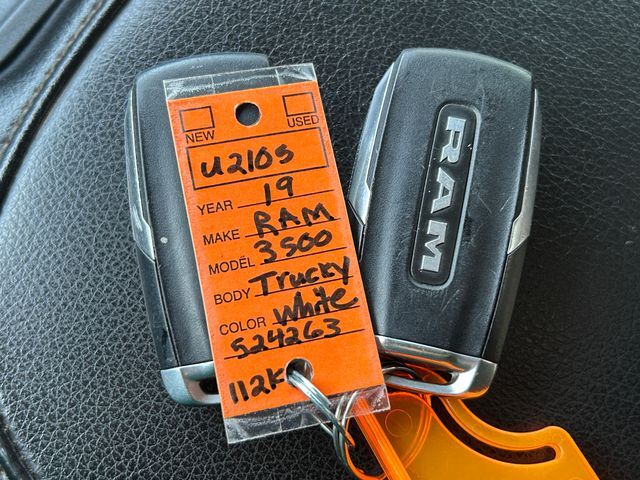 NEW USED
U2105
YEAR 19
MAKE RAM
MODEL 3500
BODY Trucky
COLOR White
524263
112K
RAM